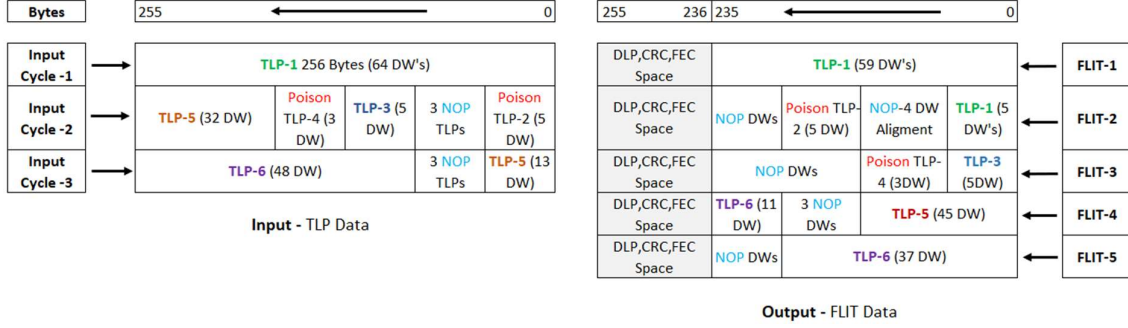 Bytes
255 0
255 236 235 0
Input
Cycle -1
TLP-1 256 Bytes (64 DW's)
Input
Cycle -2
TLP-5 (32 DW)
Poison
TLP-4 (3
DW)
TLP-3 (5
DW)
3 NOP
TLPs
Poison
TLP-2 (5
DW)
Input
Cycle -3
TLP-6 (48 DW)
3 NOP
TLPs
TLP-5 (13
DW)
Input - TLP Data
DLP,CRC,FEC
Space
TLP-1 (59 DW's)
FLIT-1
DLP,CRC,FEC
Space
NOP DWs
Poison TLP-
2 (5 DW)
NOP-4 DW
Aligment
TLP-1 (5
DW's)
FLIT-2
DLP,CRC,FEC
Space
NOP DWs
Poison TLP-
4 (3DW)
TLP-3
(5DW)
FLIT-3
DLP,CRC,FEC
Space
TLP-6 (11
DW)
3 NOP
DWs
TLP-5 (45 DW)
FLIT-4
DLP,CRC,FEC
Space
NOP DWs
TLP-6 (37 DW)
FLIT-5
Output - FLIT Data